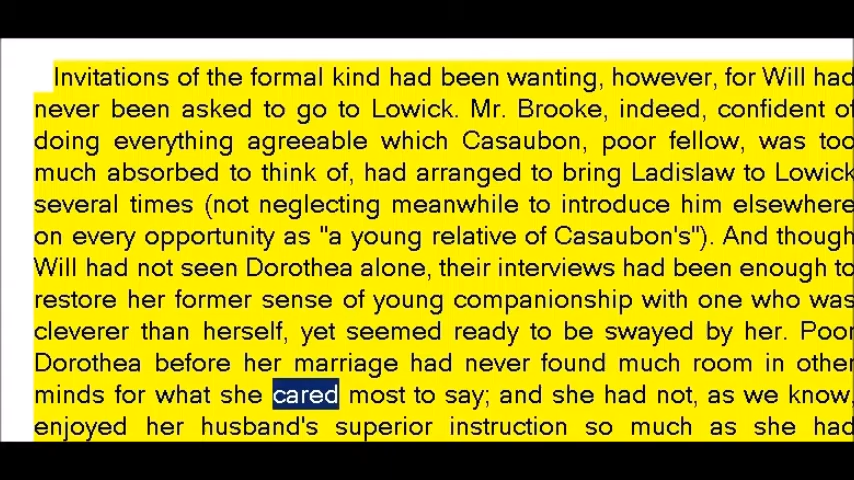 Invitations of the formal kind had been wanting, however, for Will had
never been asked to go to Lowick. Mr. Brooke, indeed, confident of
doing everything agreeable which Casaubon, poor fellow, was too
much absorbed to think of, had arranged to bring Ladislaw to Lowick
several times (not neglecting meanwhile to introduce him elsewhere
on every opportunity as "a young relative of Casaubon's"). And though
Will had not seen Dorothea alone, their interviews had been enough to
restore her former sense of young companionship with one who was
cleverer than herself, yet seemed ready to be swayed by her. Poor
Dorothea before her marriage had never found much room in other
minds for what she cared most to say; and she had not, as we know,
enjoyed her husband's superior instruction so much as she had